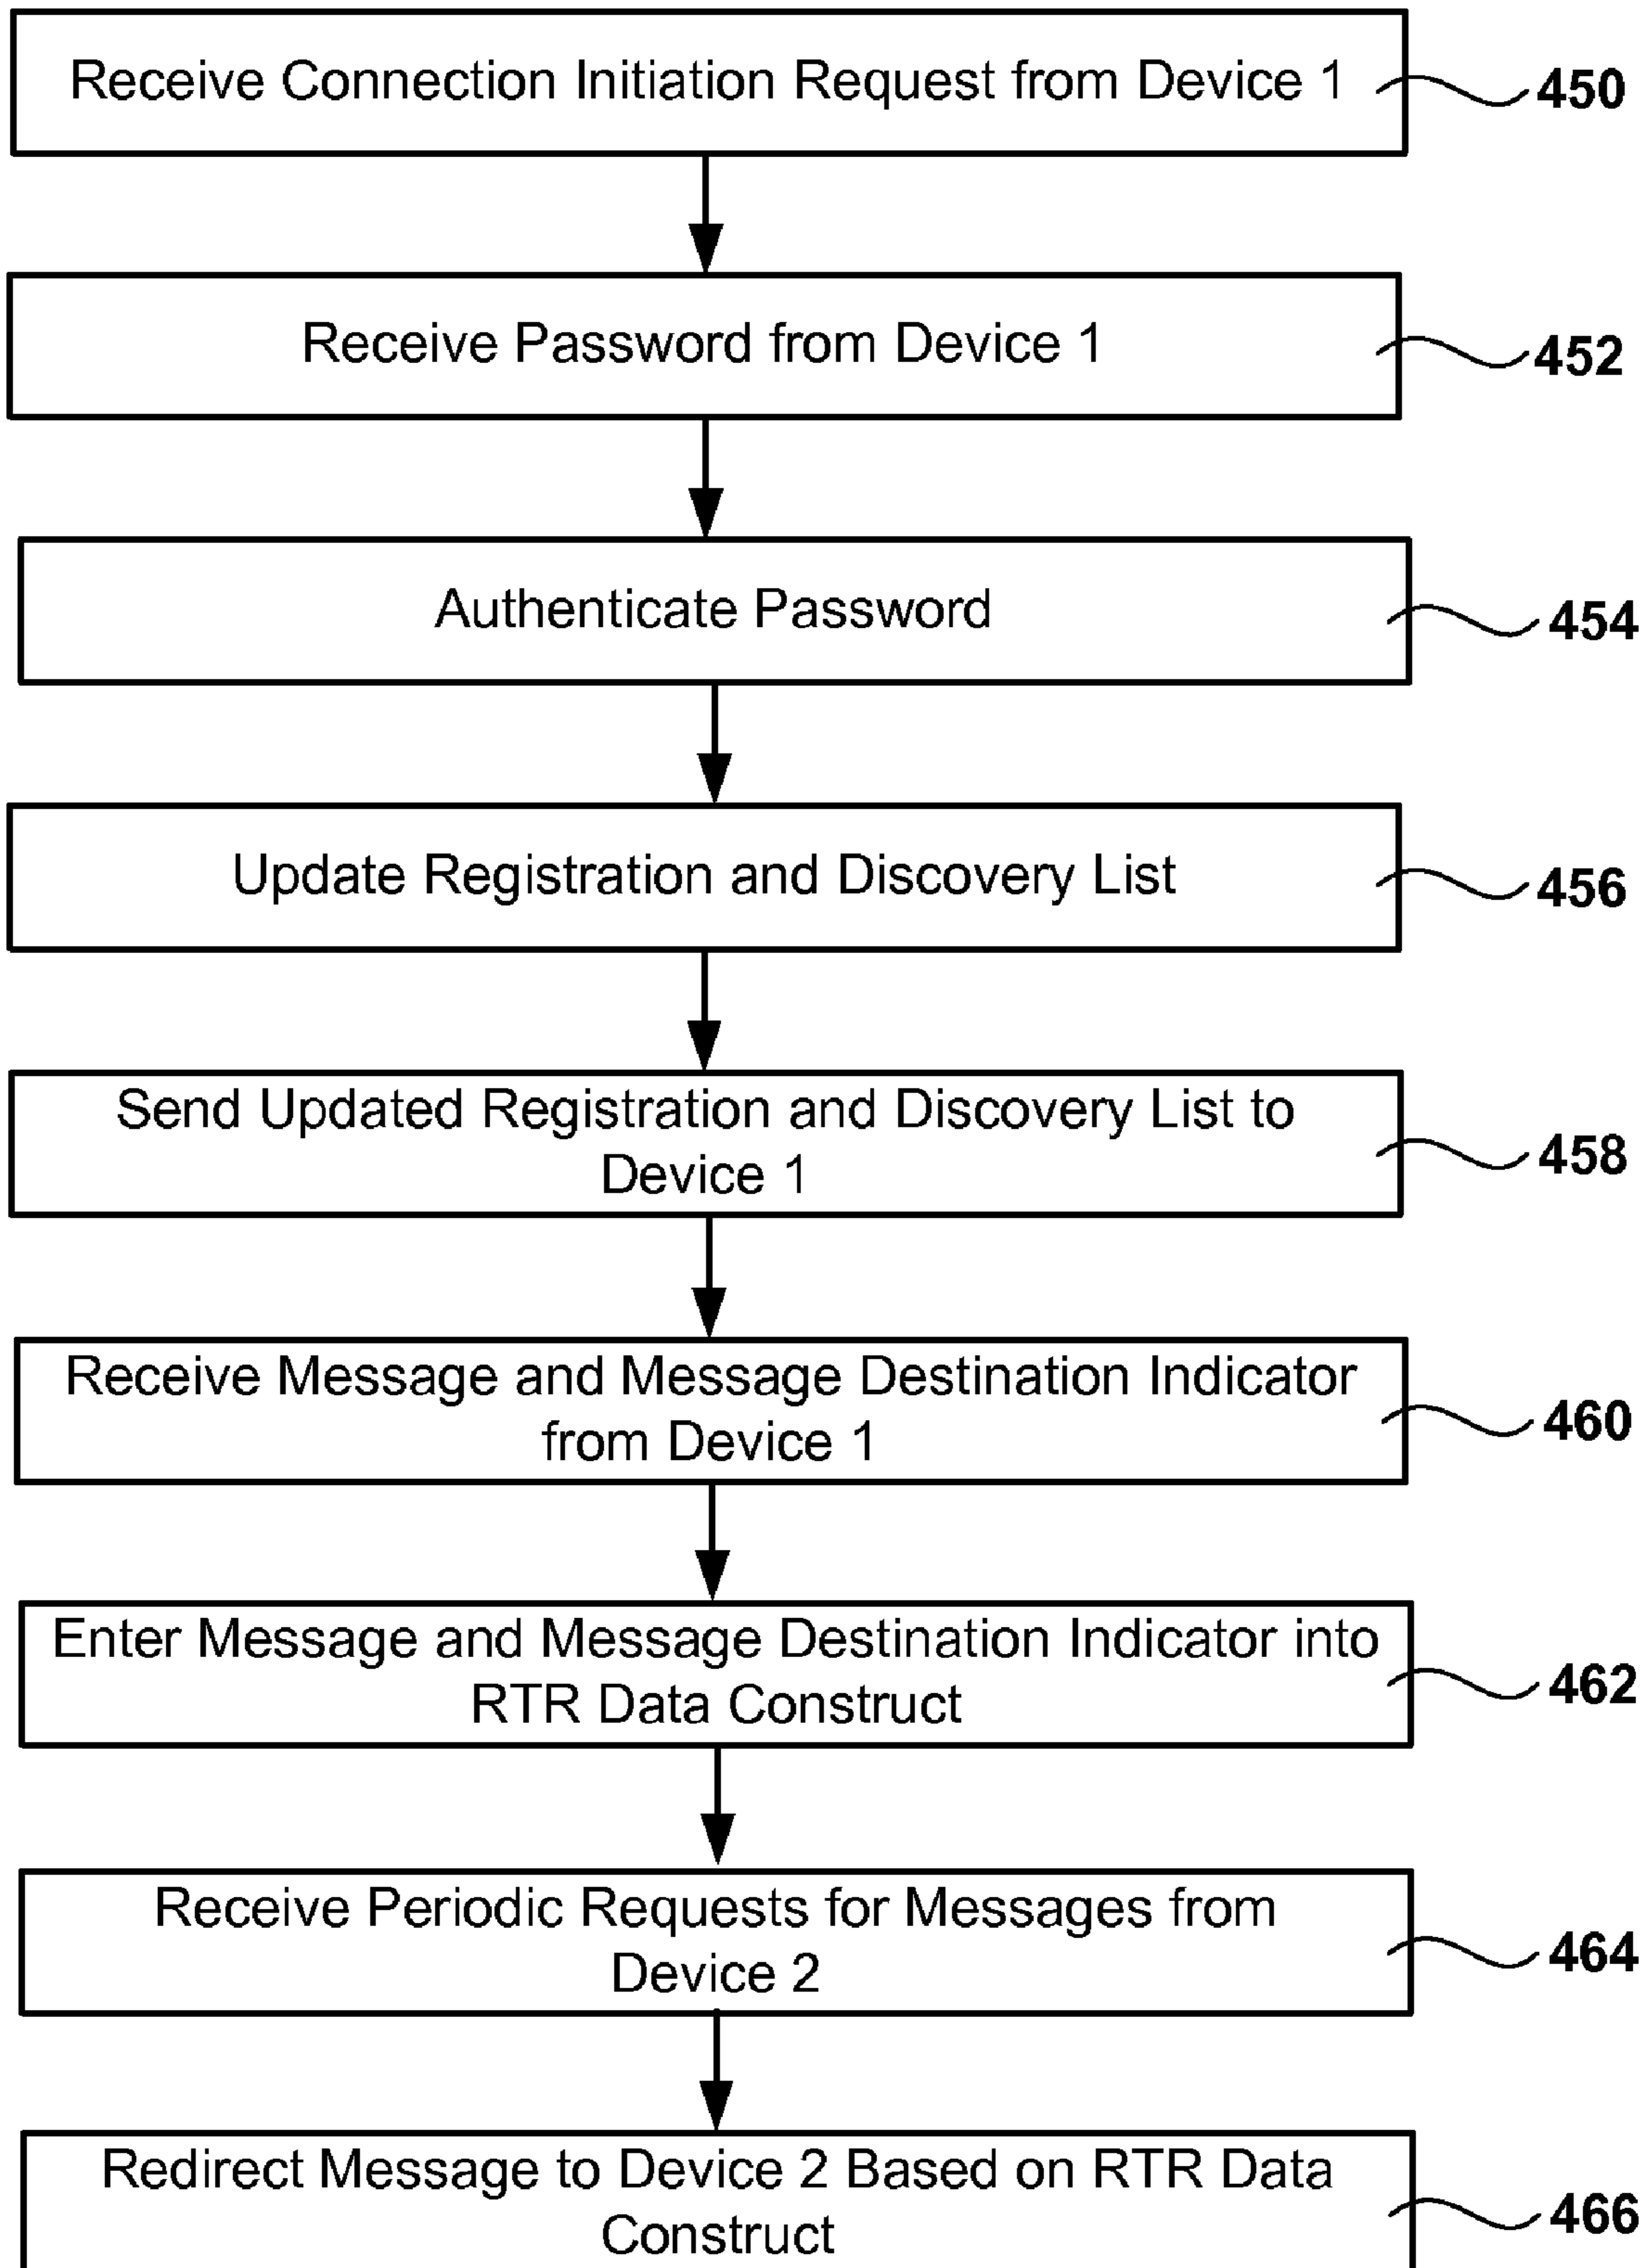 Receive Connection Initiation Request from Device 1
450
Receive Password from Device 1
452
Authenticate Password
454
Update Registration and Discovery List
456
Send Updated Registration and Discovery List to
Device 1
458
Receive Message and Message Destination Indicator
from Device 1
460
Enter Message and Message Destination Indicator into
RTR Data Construct
462
Receive Periodic Requests for Messages from
Device 2
464
Redirect Message to Device 2 Based on RTR Data
Construct
466